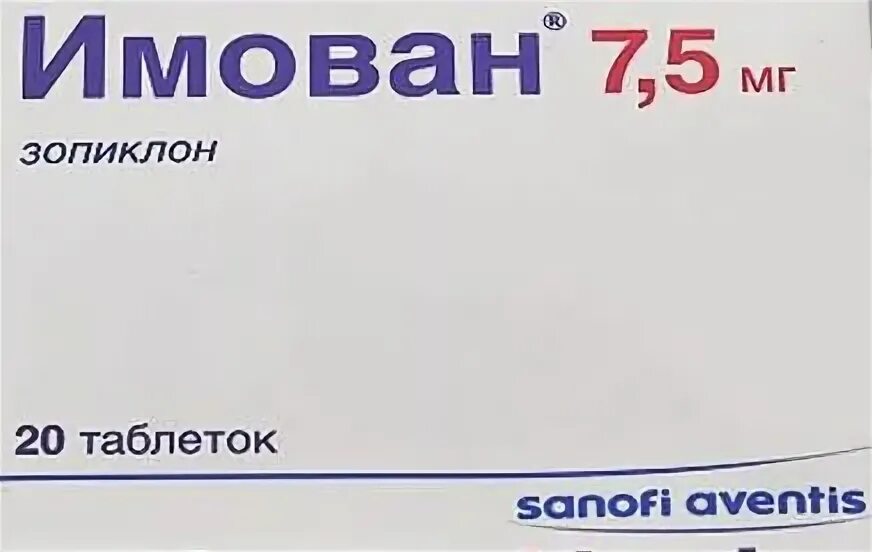 Имован® 7,5 мг
зопиклон
20 таблеток
sanofi aventis